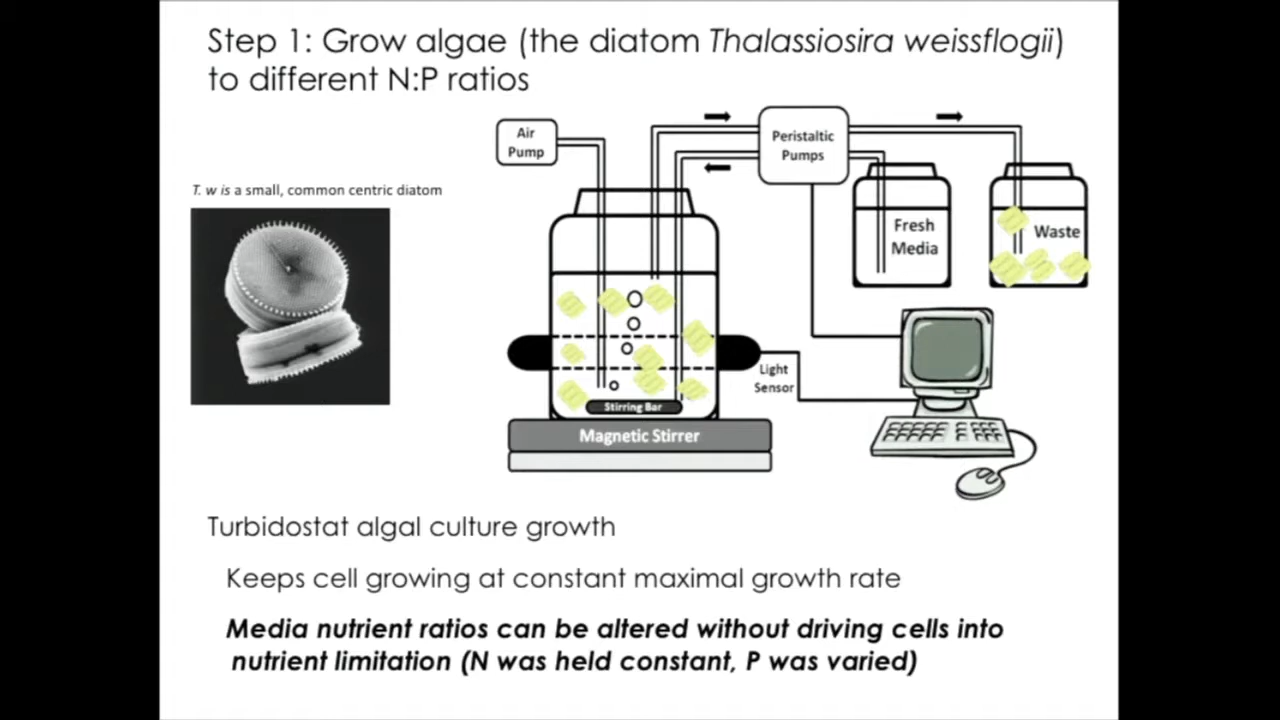 Step 1: Grow algae (the diatom Thalassiosira weissflogii)
to different N:P ratios
T. w is a small, common centric diatom
Air
Pump
Peristaltic
Pumps
Fresh
Media
Waste
Light
Sensor
Stirring Bar
Magnetic Stirrer
Turbidostat algal culture growth
Keeps cell growing at constant maximal growth rate
Media nutrient ratios can be altered without driving cells into
nutrient limitation (N was held constant, P was varied)